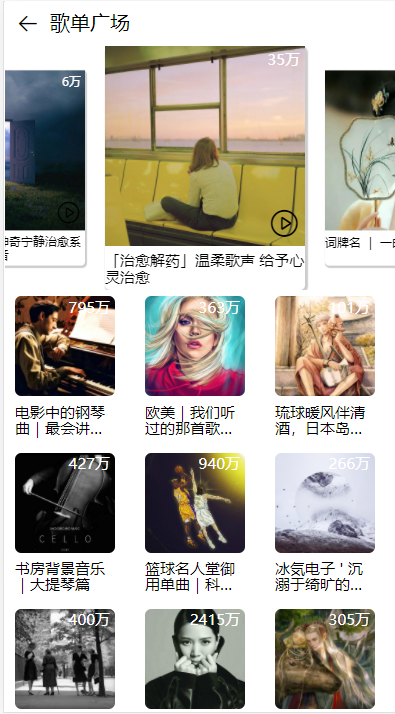 歌单广场
6万
35万
神奇宁静治愈系
音
「治愈解药」温柔歌声 给予心
灵治愈
词牌名 ｜ 一曲
795万
363万
电影中的钢琴
曲｜最会讲...
欧美｜我们听
过的那首歌...
琉球暖风伴清
酒，日本岛...
427万
940万
266万
CELLO
书房背景音乐
｜大提琴篇
篮球名人堂御
用单曲｜科...
冰気电子 ' 沉
溺于绮旷的...
400万
2415万
305万